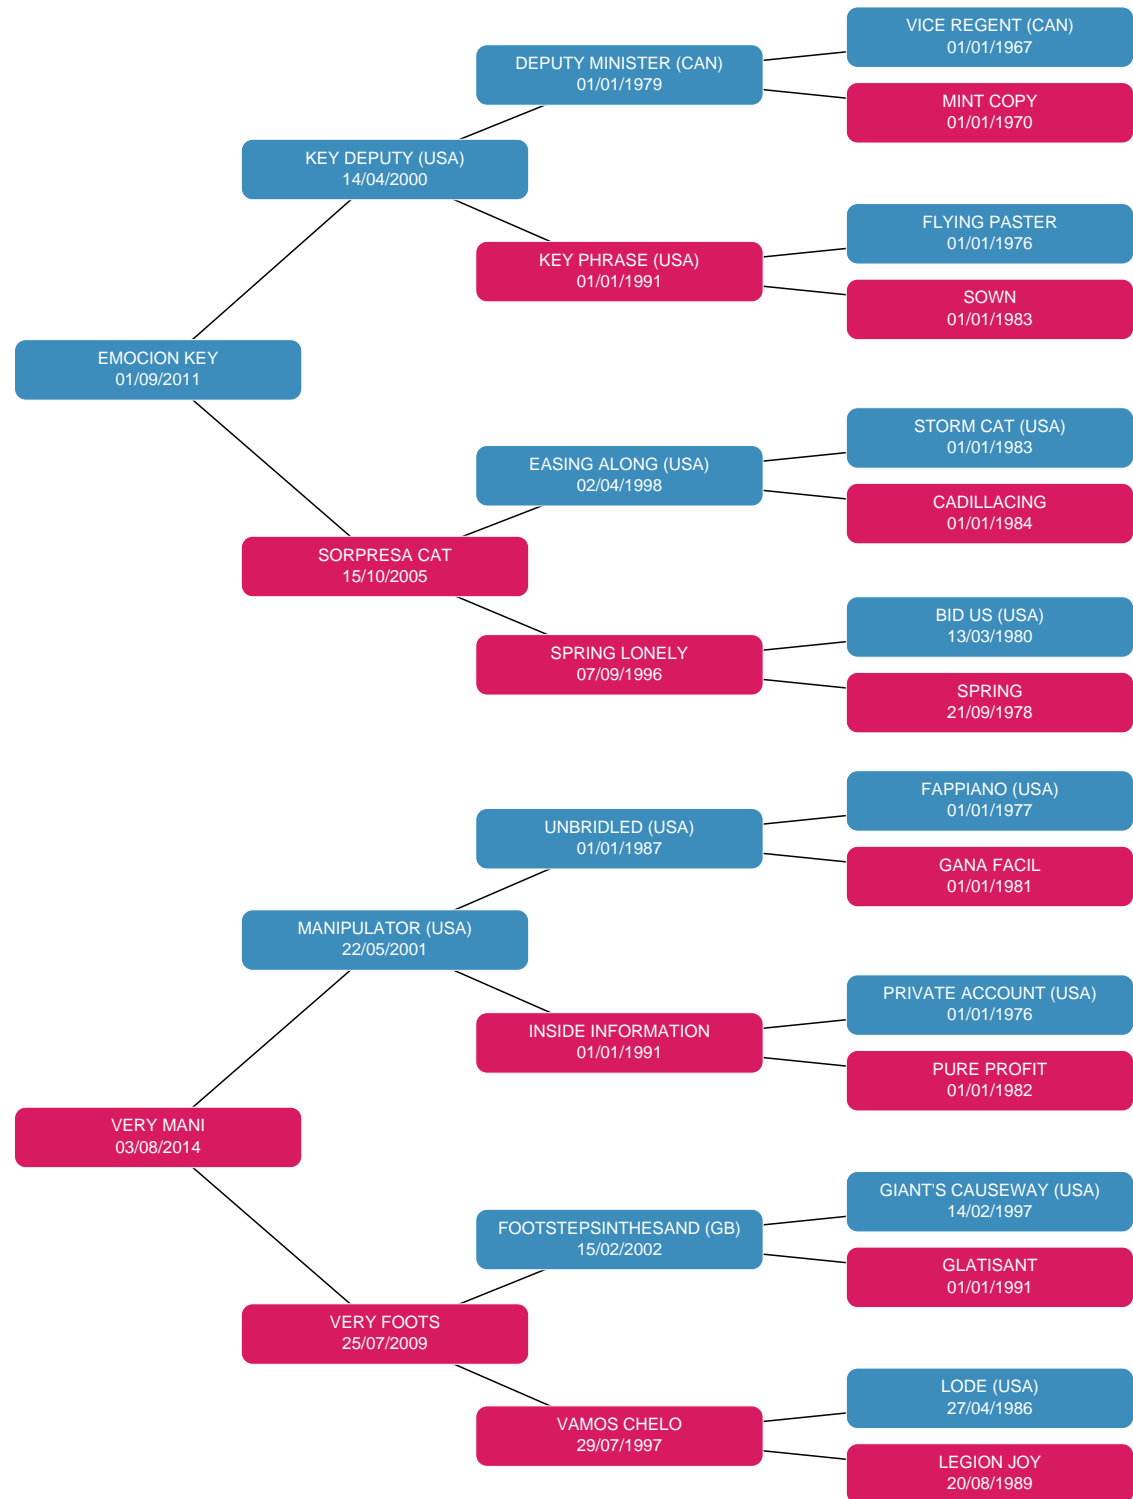 VICE REGENT (CAN)
01/01/1967
DEPUTY MINISTER (CAN)
01/01/1979
MINT COPY
01/01/1970
KEY DEPUTY (USA)
14/04/2000
FLYING PASTER
01/01/1976
KEY PHRASE (USA)
01/01/1991
SOWN
01/01/1983
EMOCION KEY
01/09/2011
STORM CAT (USA)
01/01/1983
EASING ALONG (USA)
02/04/1998
CADILLACING
01/01/1984
SORPRESA CAT
15/10/2005
BID US (USA)
13/03/1980
SPRING LONELY
07/09/1996
SPRING
21/09/1978
FAPPIANO (USA)
01/01/1977
UNBRIDLED (USA)
01/01/1987
GANA FACIL
01/01/1981
MANIPULATOR (USA)
22/05/2001
PRIVATE ACCOUNT (USA)
01/01/1976
INSIDE INFORMATION
01/01/1991
PURE PROFIT
01/01/1982
VERY MANI
03/08/2014
GIANT'S CAUSEWAY (USA)
14/02/1997
FOOTSTEPSINTHESAND (GB)
15/02/2002
GLATISANT
01/01/1991
VERY FOOTS
25/07/2009
LODE (USA)
27/04/1986
VAMOS CHELO
29/07/1997
LEGION JOY
20/08/1989